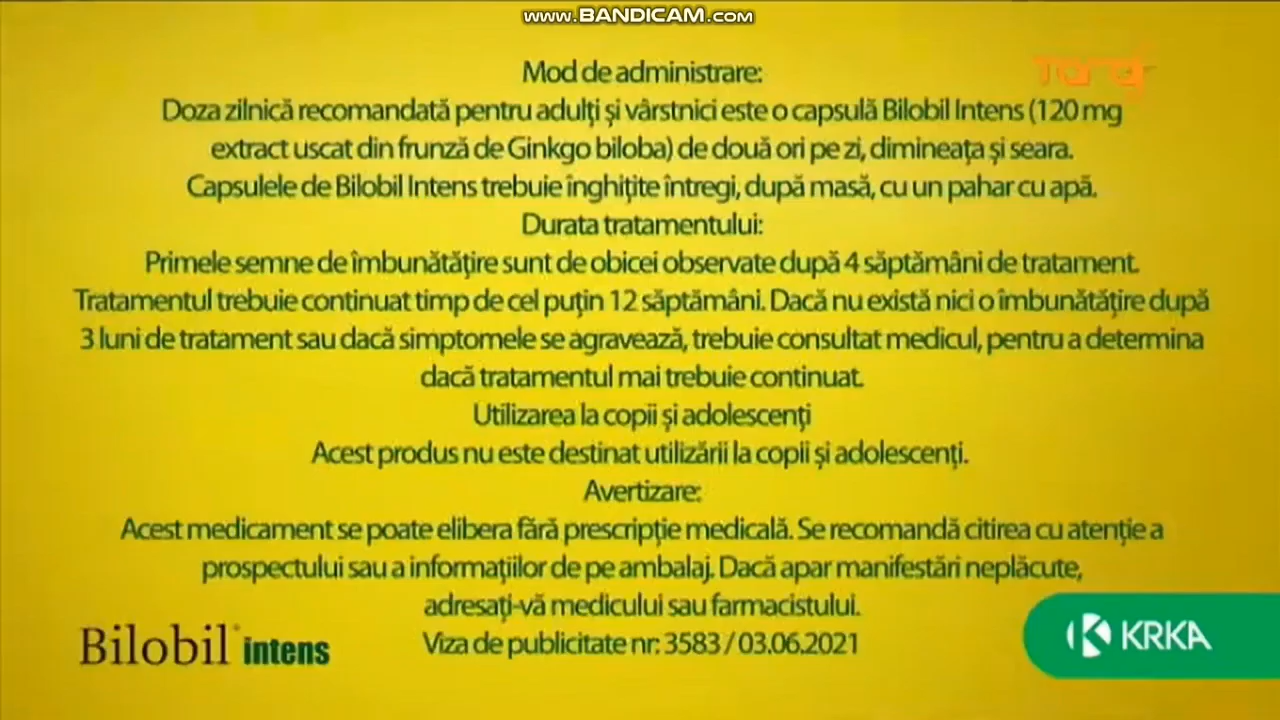 www.BANDICAM.com
Taraf
Mod de administrare:
Doza zilnică recomandată pentru adulți și vârstnici este o capsulă Bilobil Intens (120 mg
extract uscat din frunză de Ginkgo biloba) de două ori pe zi, dimineața și seara.
Capsulele de Bilobil Intens trebuie înghițite întregi, după masă, cu un pahar cu apă.
Durata tratamentului:
Primele semne de îmbunătățire sunt de obicei observate după 4 săptămâni de tratament.
Tratamentul trebuie continuat timp de cel puțin 12 săptămâni. Dacă nu există nici o îmbunătățire după
3 luni de tratament sau dacă simptomele se agravează, trebuie consultat medicul, pentru a determina
dacă tratamentul mai trebuie continuat.
Utilizarea la copii și adolescenți
Acest produs nu este destinat utilizării la copii și adolescenți.
Avertizare:
Acest medicament se poate elibera fără prescripție medicală. Se recomandă citirea cu atenție a
prospectului sau a informațiilor de pe ambalaj. Dacă apar manifestări neplăcute,
adresați-vă medicului sau farmacistului.
Viza de publicitate nr: 3583 / 03.06.2021
Bilobil® intens
KRKA